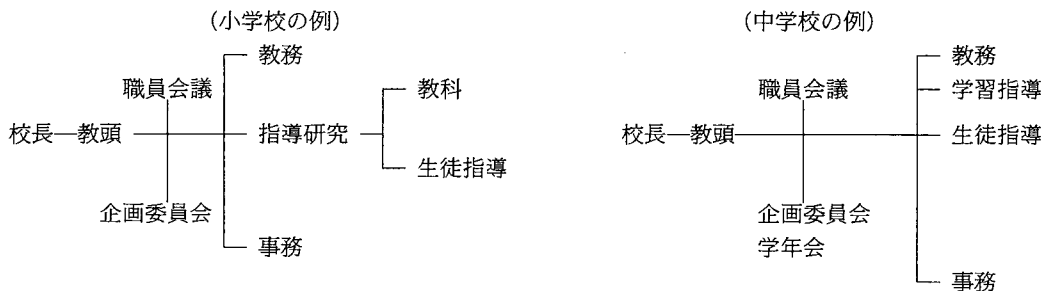 (小学校の例)
教務
職員会議
教科
校長―教頭
指導研究
生徒指導
企画委員会
事務
(中学校の例)
教務
職員会議
学習指導
校長―教頭
生徒指導
企画委員会
学年会
事務